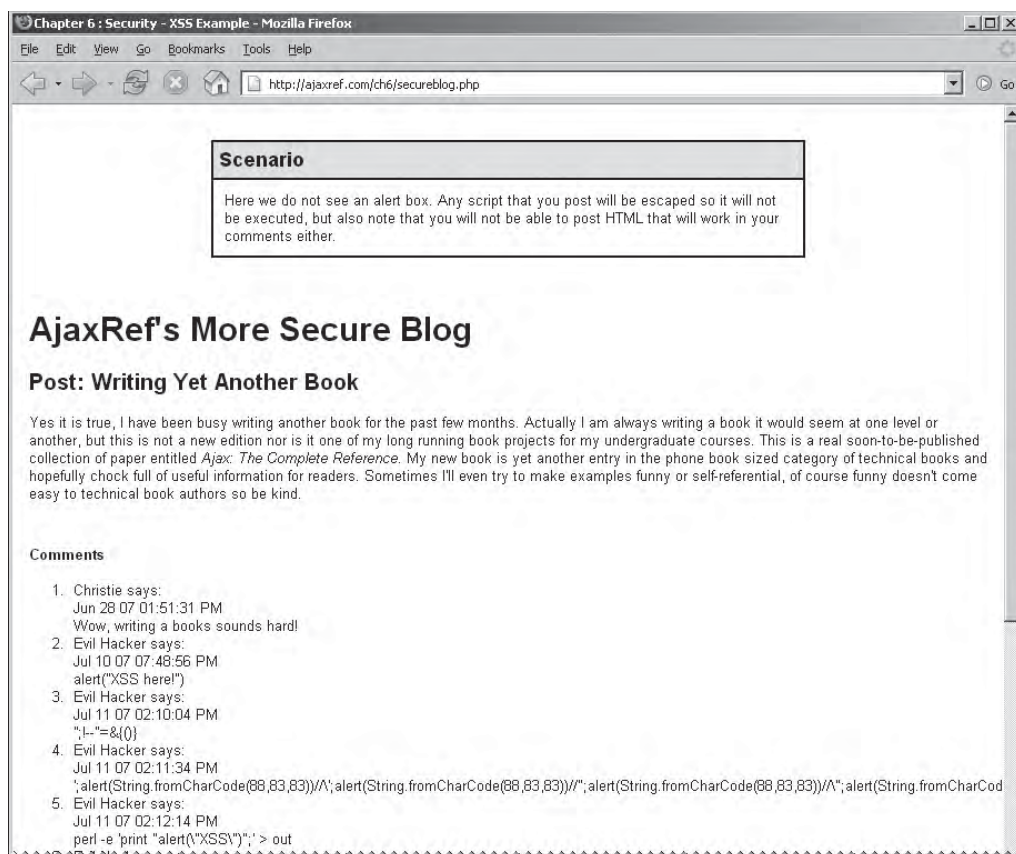 Chapter 6 : Security - XSS Example - Mozilla Firefox
File Edit View Go Bookmarks Tools Help
http://ajaxref.com/ch6/secureblog.php
Go
Scenario
Here we do not see an alert box. Any script that you post will be escaped so it will not
be executed, but also note that you will not be able to post HTML that will work in your
comments either.
AjaxRef's More Secure Blog
Post: Writing Yet Another Book
Yes it is true, I have been busy writing another book for the past few months. Actually I am always writing a book it would seem at one level or
another, but this is not a new edition nor is it one of my long running book projects for my undergraduate courses. This is a real soon-to-be-published
collection of paper entitled Ajax: The Complete Reference. My new book is yet another entry in the phone book sized category of technical books and
hopefully chock full of useful information for readers. Sometimes I'll even try to make examples funny or self-referential, of course funny doesn't come
easy to technical book authors so be kind.
Comments
1. Christie says:
Jun 28 07 01:51:31 PM
Wow, writing a books sounds hard!
2. Evil Hacker says:
Jul 10 07 07:48:56 PM
alert("XSS here!")
3. Evil Hacker says:
Jul 11 07 02:10:04 PM
";!--"=&{()}
4. Evil Hacker says:
Jul 11 07 02:11:34 PM
';alert(String.fromCharCode(88,83,83))//\';alert(String.fromCharCode(88,83,83))//";alert(String.fromCharCode(88,83,83))//\";alert(String.fromCharCod
5. Evil Hacker says:
Jul 11 07 02:12:14 PM
perl -e 'print "alert(\"XSS\")";' > out